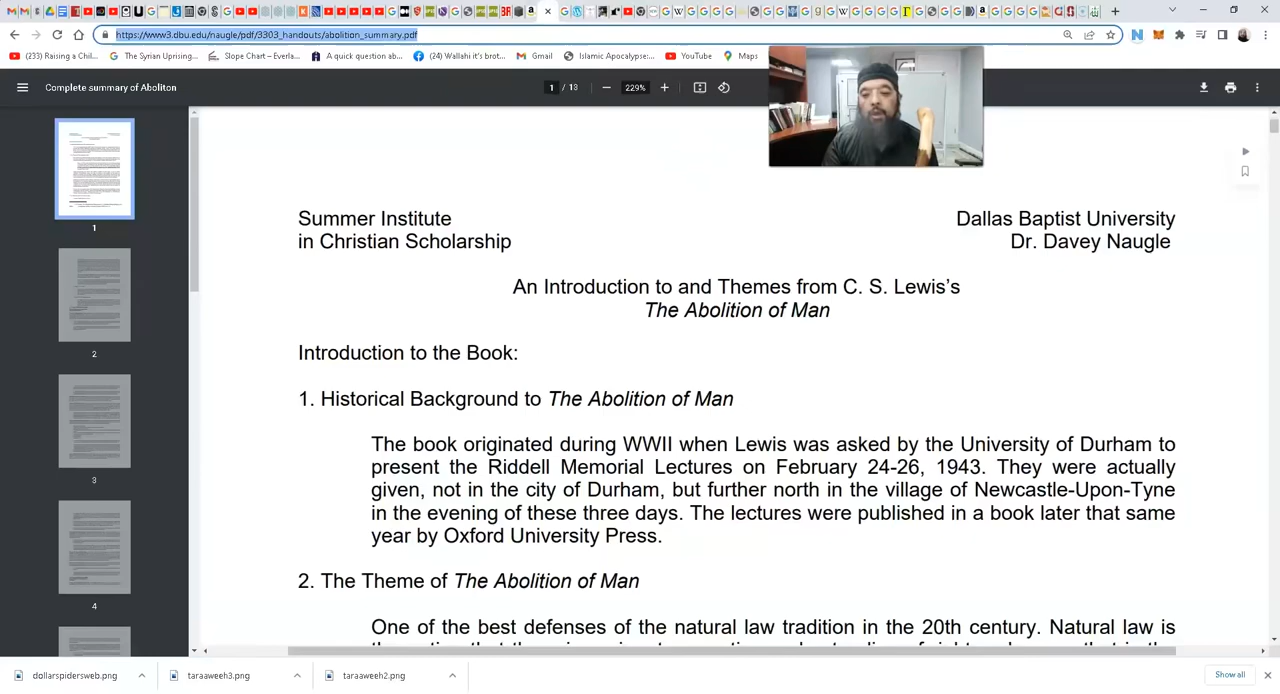 https://www3.dbu.edu/naugle/pdf/3303_handouts/abolition_summary.pdf
(233) Raising a Chil...
The Syrian Uprising...
Slope Chart – Everla...
A quick question ab...
(24) Wallahi it's brot...
Gmail
Islamic Apocalypse:...
YouTube
Maps
Complete summary of Aboliton
1 / 13
229%
1
2
3
4
Summer Institute
in Christian Scholarship
Dallas Baptist University
Dr. Davey Naugle
An Introduction to and Themes from C. S. Lewis's
The Abolition of Man
Introduction to the Book:
1. Historical Background to The Abolition of Man
The book originated during WWII when Lewis was asked by the University of Durham to
present the Riddell Memorial Lectures on February 24-26, 1943. They were actually
given, not in the city of Durham, but further north in the village of Newcastle-Upon-Tyne
in the evening of these three days. The lectures were published in a book later that same
year by Oxford University Press.
2. The Theme of The Abolition of Man
One of the best defenses of the natural law tradition in the 20th century. Natural law is
dollarspidersweb.png
taraaweeh3.png
taraaweeh2.png
Show all